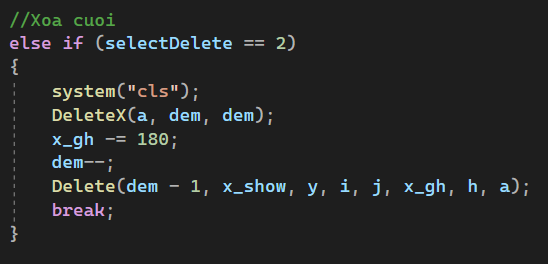 //Xoa cuoi
else if (selectDelete == 2)
{
system("cls");
DeleteX(a, dem, dem);
x_gh -= 180;
dem--;
Delete(dem - 1, x_show, y, i, j, x_gh, h, a);
break;
}